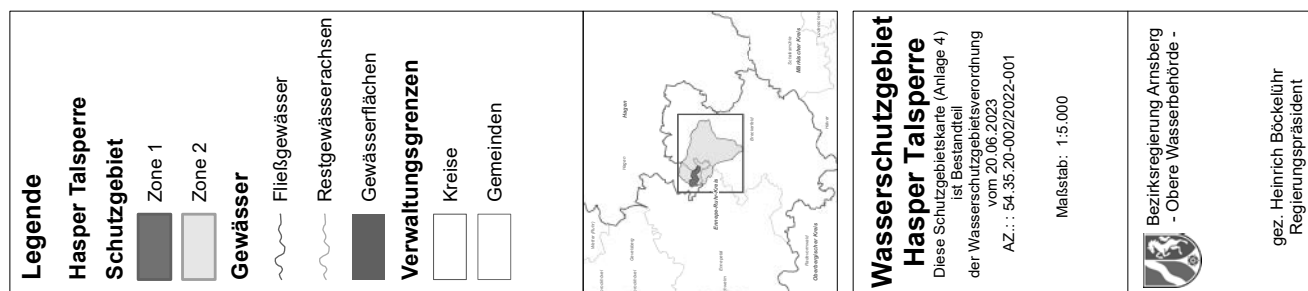 Legende
Hasper Talsperre
Schutzgebiet
Zone 1
Zone 2
Gewässer
Fließgewässer
Restgewässerachsen
Gewässerflächen
Verwaltungsgrenzen
Kreise
Gemeinden
Hagen
Hagen
Ennepe-Ruhr-Kreis
Märkischer Kreis
Oberbergischer Kreis
Wasserschutzgebiet
Hasper Talsperre
Diese Schutzgebietskarte (Anlage 4)
ist Bestandteil
der Wasserschutzgebietsverordnung
vom 20.06.2023
AZ.: : 54.35.20-002/2022-001
Maßstab: 1:5.000
Bezirksregierung Arnsberg
- Obere Wasserbehörde -
gez. Heinrich Böckelühr
Regierungspräsident